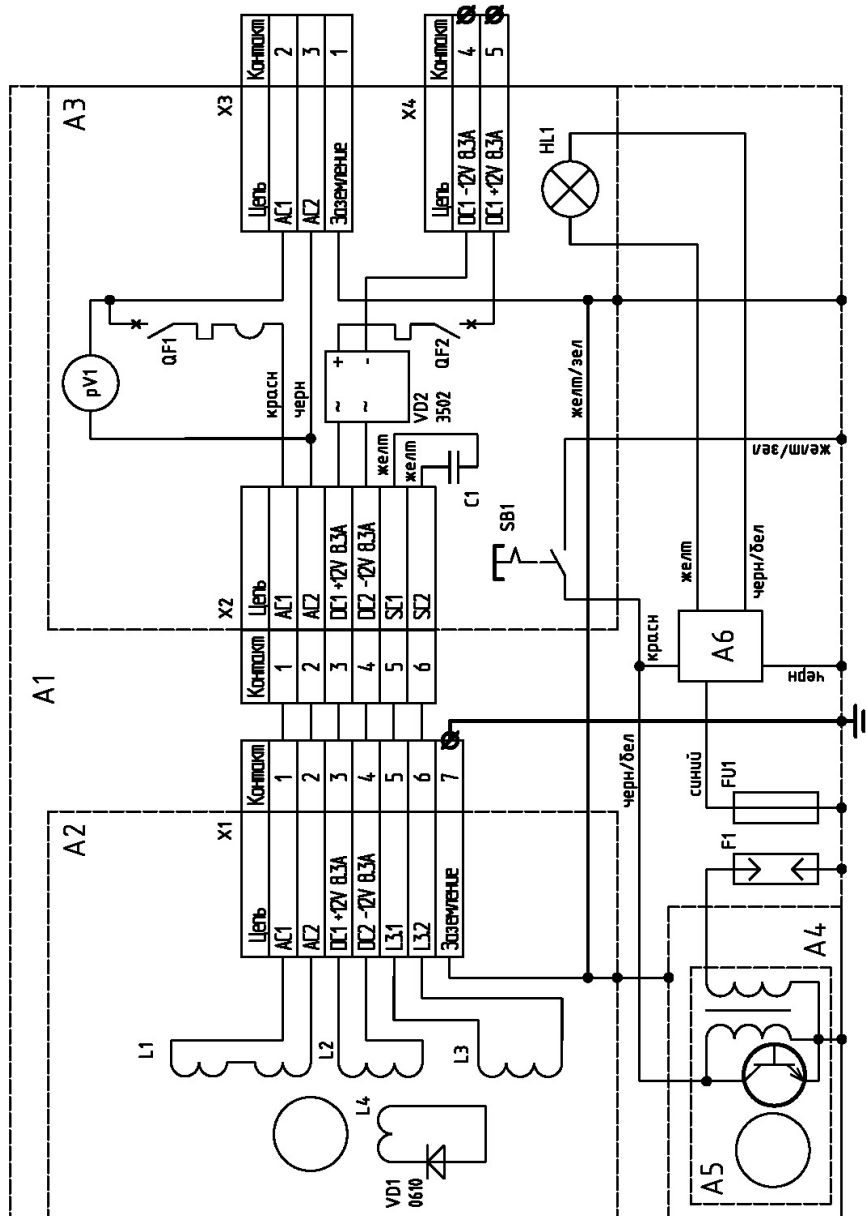 A1
A2
A3
X1
Цепь Контакт
AC1 1
AC2 2
DC1 +12V 8.3A 3
DC2 -12V 8.3A 4
L3.1 5
L3.2 6
Заземление 7
X2
Контакт Цепь
1 AC1
2 AC2
3 DC1 +12V 8.3A
4 DC2 -12V 8.3A
5 SC1
6 SC2
X3
Цепь Контакт
AC1 2
AC2 3
Заземление 1
X4
Цепь Контакт
DC1 -12V 8.3A 4
DC1 +12V 8.3A 5
L1
L2
L3
L4
VD1
0610
pV1
QF1
красн
черн
~ +
~ -
VD2
3502
QF2
желт
желт
C1
SB1
желт/зел
желт/зел
HL1
желт
черн/бел
красн
A6
черн
черн/бел
синий
FU1
F1
A4
A5